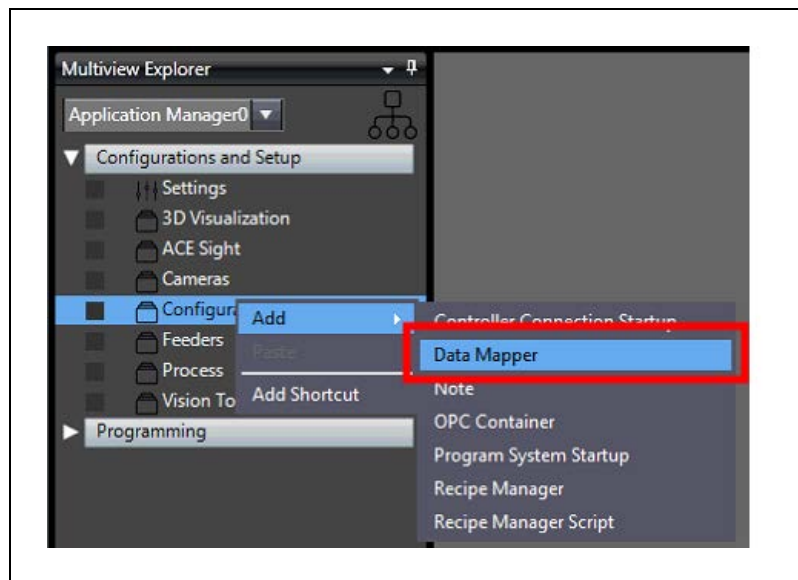 Multiview Explorer
Application Manager0
Configurations and Setup
Settings
3D Visualization
ACE Sight
Cameras
Add
Controller Connection Startup
Feeders
Paste
Data Mapper
Process
Note
Vision To
Add Shortcut
OPC Container
Programming
Program System Startup
Recipe Manager
Recipe Manager Script